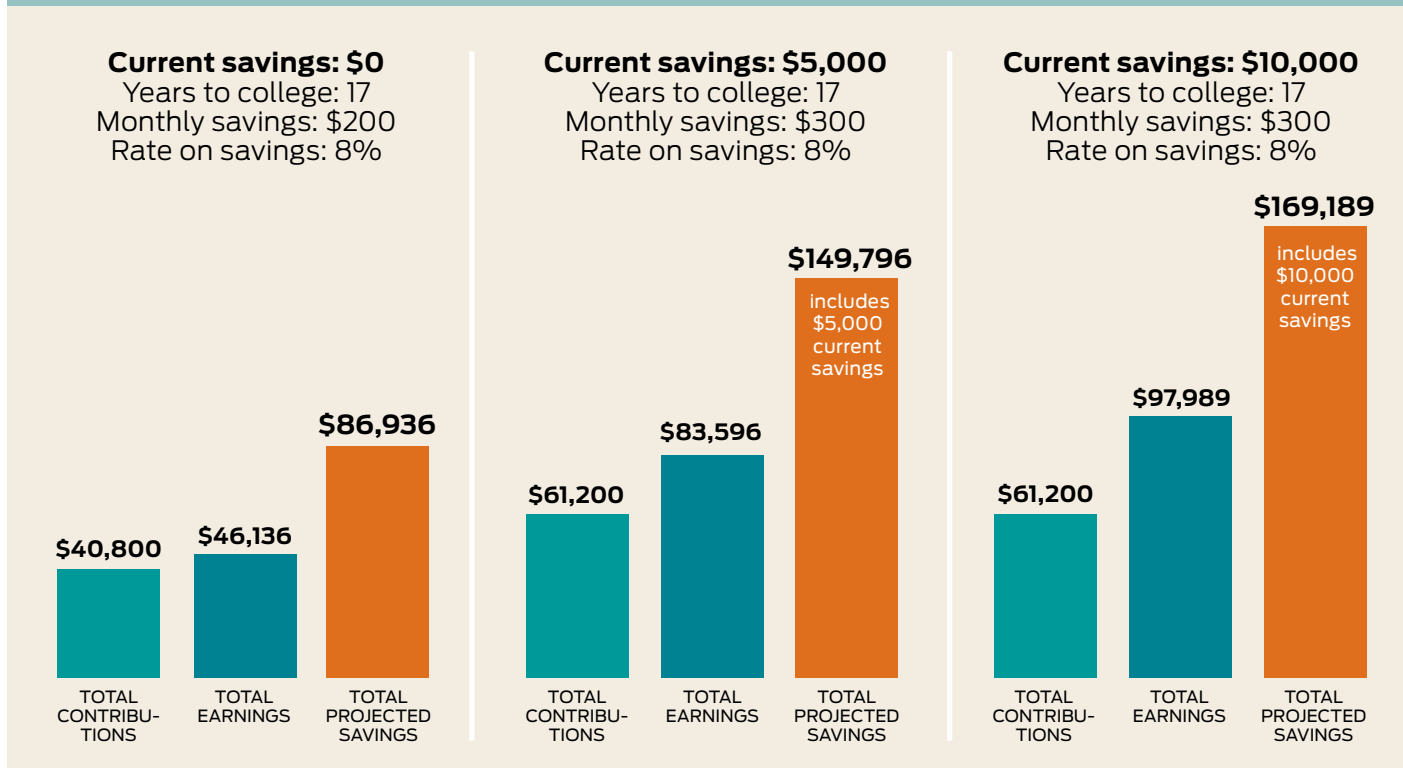 Current savings: $0
Years to college: 17
Monthly savings: $200
Rate on savings: 8%
$40,800
$46,136
$86,936
TOTAL
CONTRIBU-
TIONS
TOTAL
EARNINGS
TOTAL
PROJECTED
SAVINGS
Current savings: $5,000
Years to college: 17
Monthly savings: $300
Rate on savings: 8%
$61,200
$83,596
$149,796
includes
$5,000
current
savings
TOTAL
CONTRIBU-
TIONS
TOTAL
EARNINGS
TOTAL
PROJECTED
SAVINGS
Current savings: $10,000
Years to college: 17
Monthly savings: $300
Rate on savings: 8%
$61,200
$97,989
$169,189
includes
$10,000
current
savings
TOTAL
CONTRIBU-
TIONS
TOTAL
EARNINGS
TOTAL
PROJECTED
SAVINGS